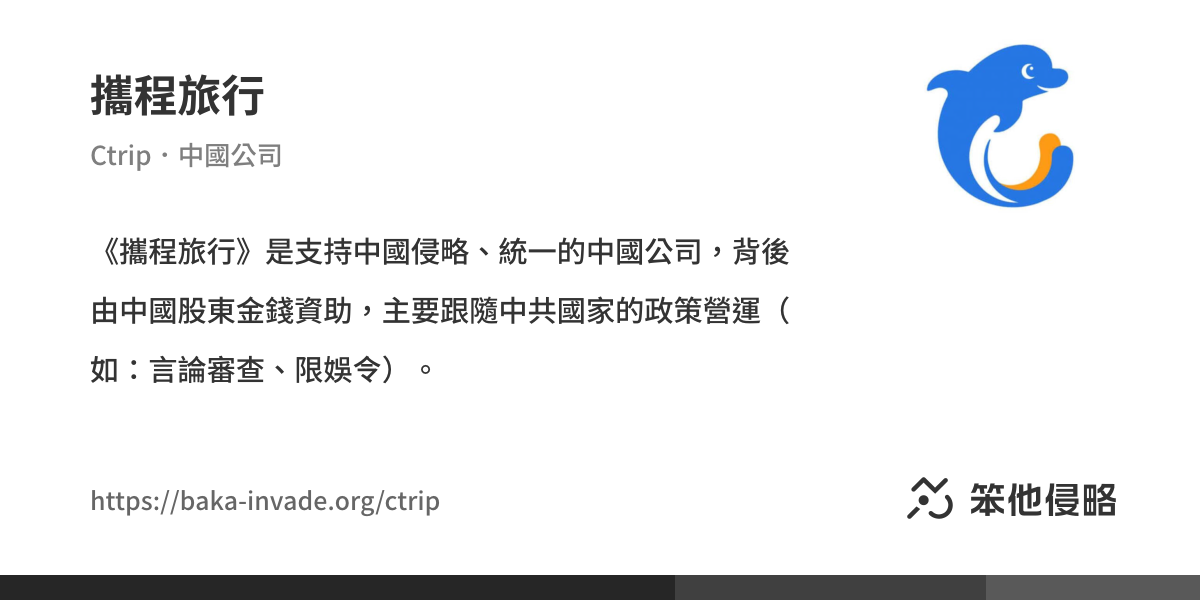 攜程旅行
Ctrip・中國公司
《攜程旅行》是支持中國侵略、統一的中國公司，背後
由中國股東金錢資助，主要跟隨中共國家的政策營運（
如：言論審查、限娛令）。
https://baka-invade.org/ctrip
笨他侵略